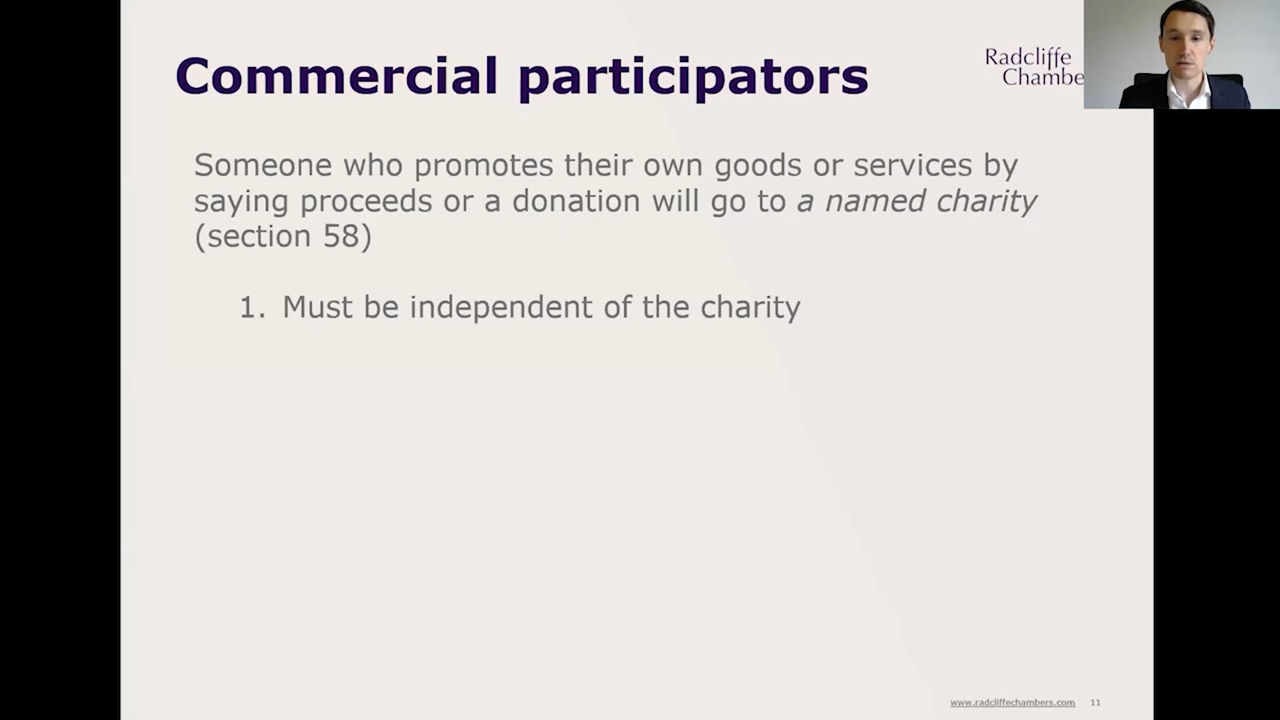 Commercial participators
Radcliffe
Chambe
Someone who promotes their own goods or services by
saying proceeds or a donation will go to a named charity
(section 58)
1. Must be independent of the charity
www.radcliffechambers.com 11